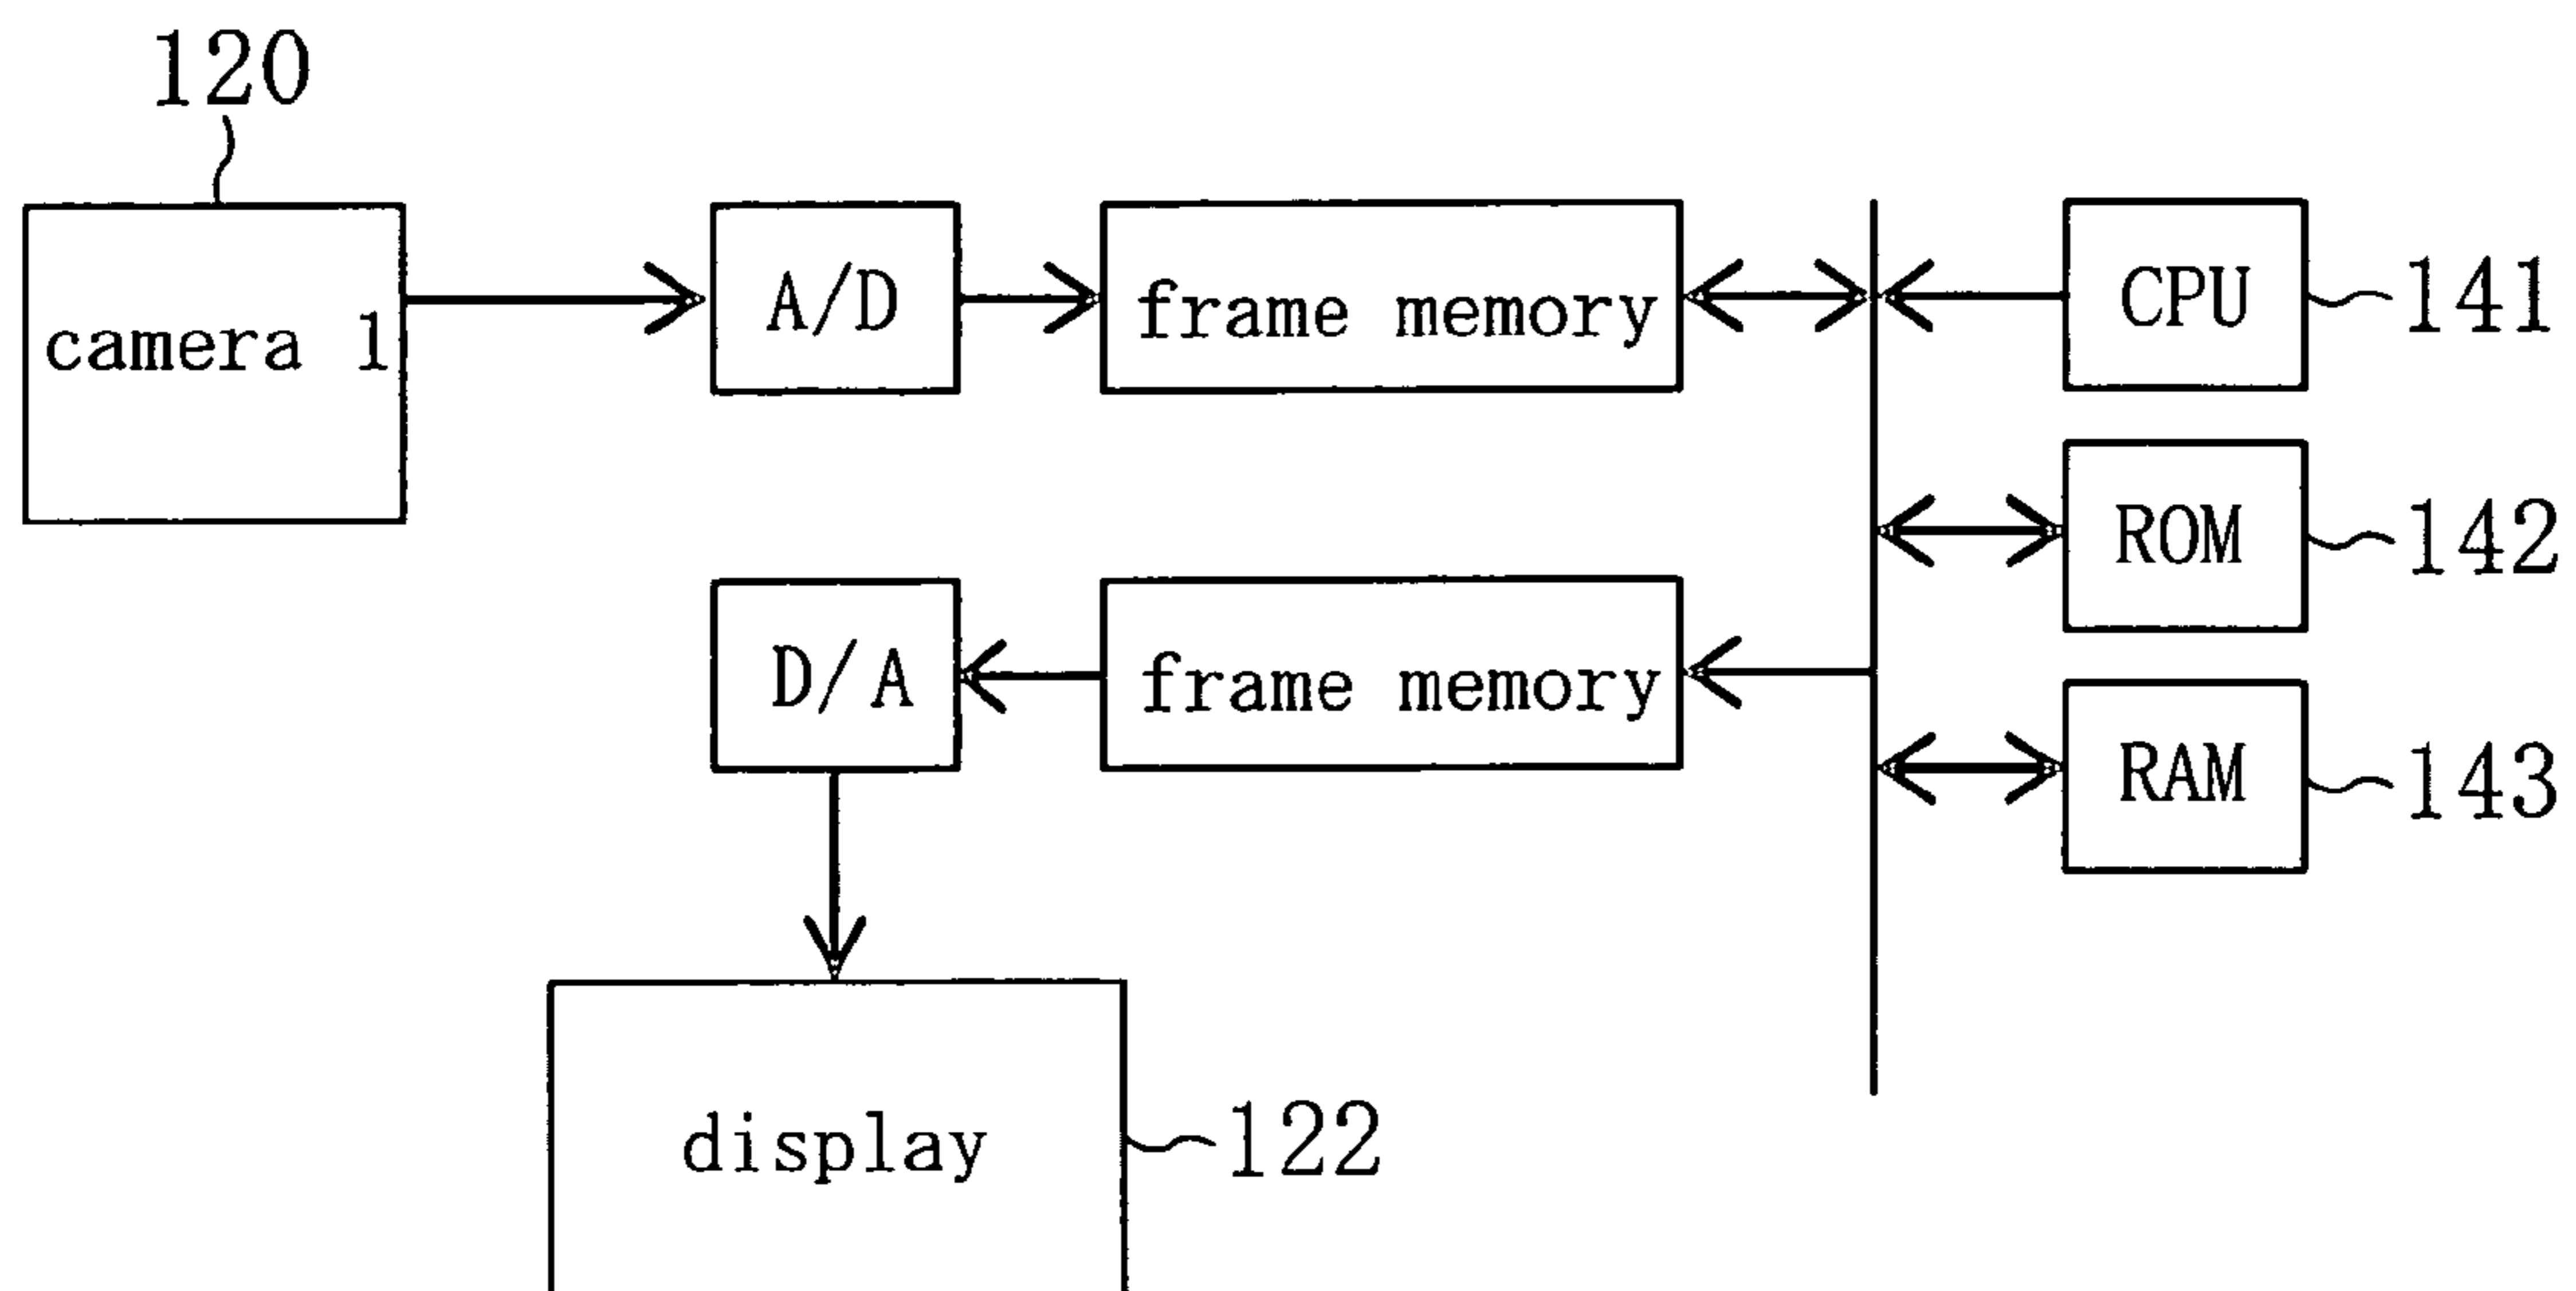 120
camera 1
A/D
frame memory
CPU
141
ROM
142
D/A
frame memory
RAM
143
display
122